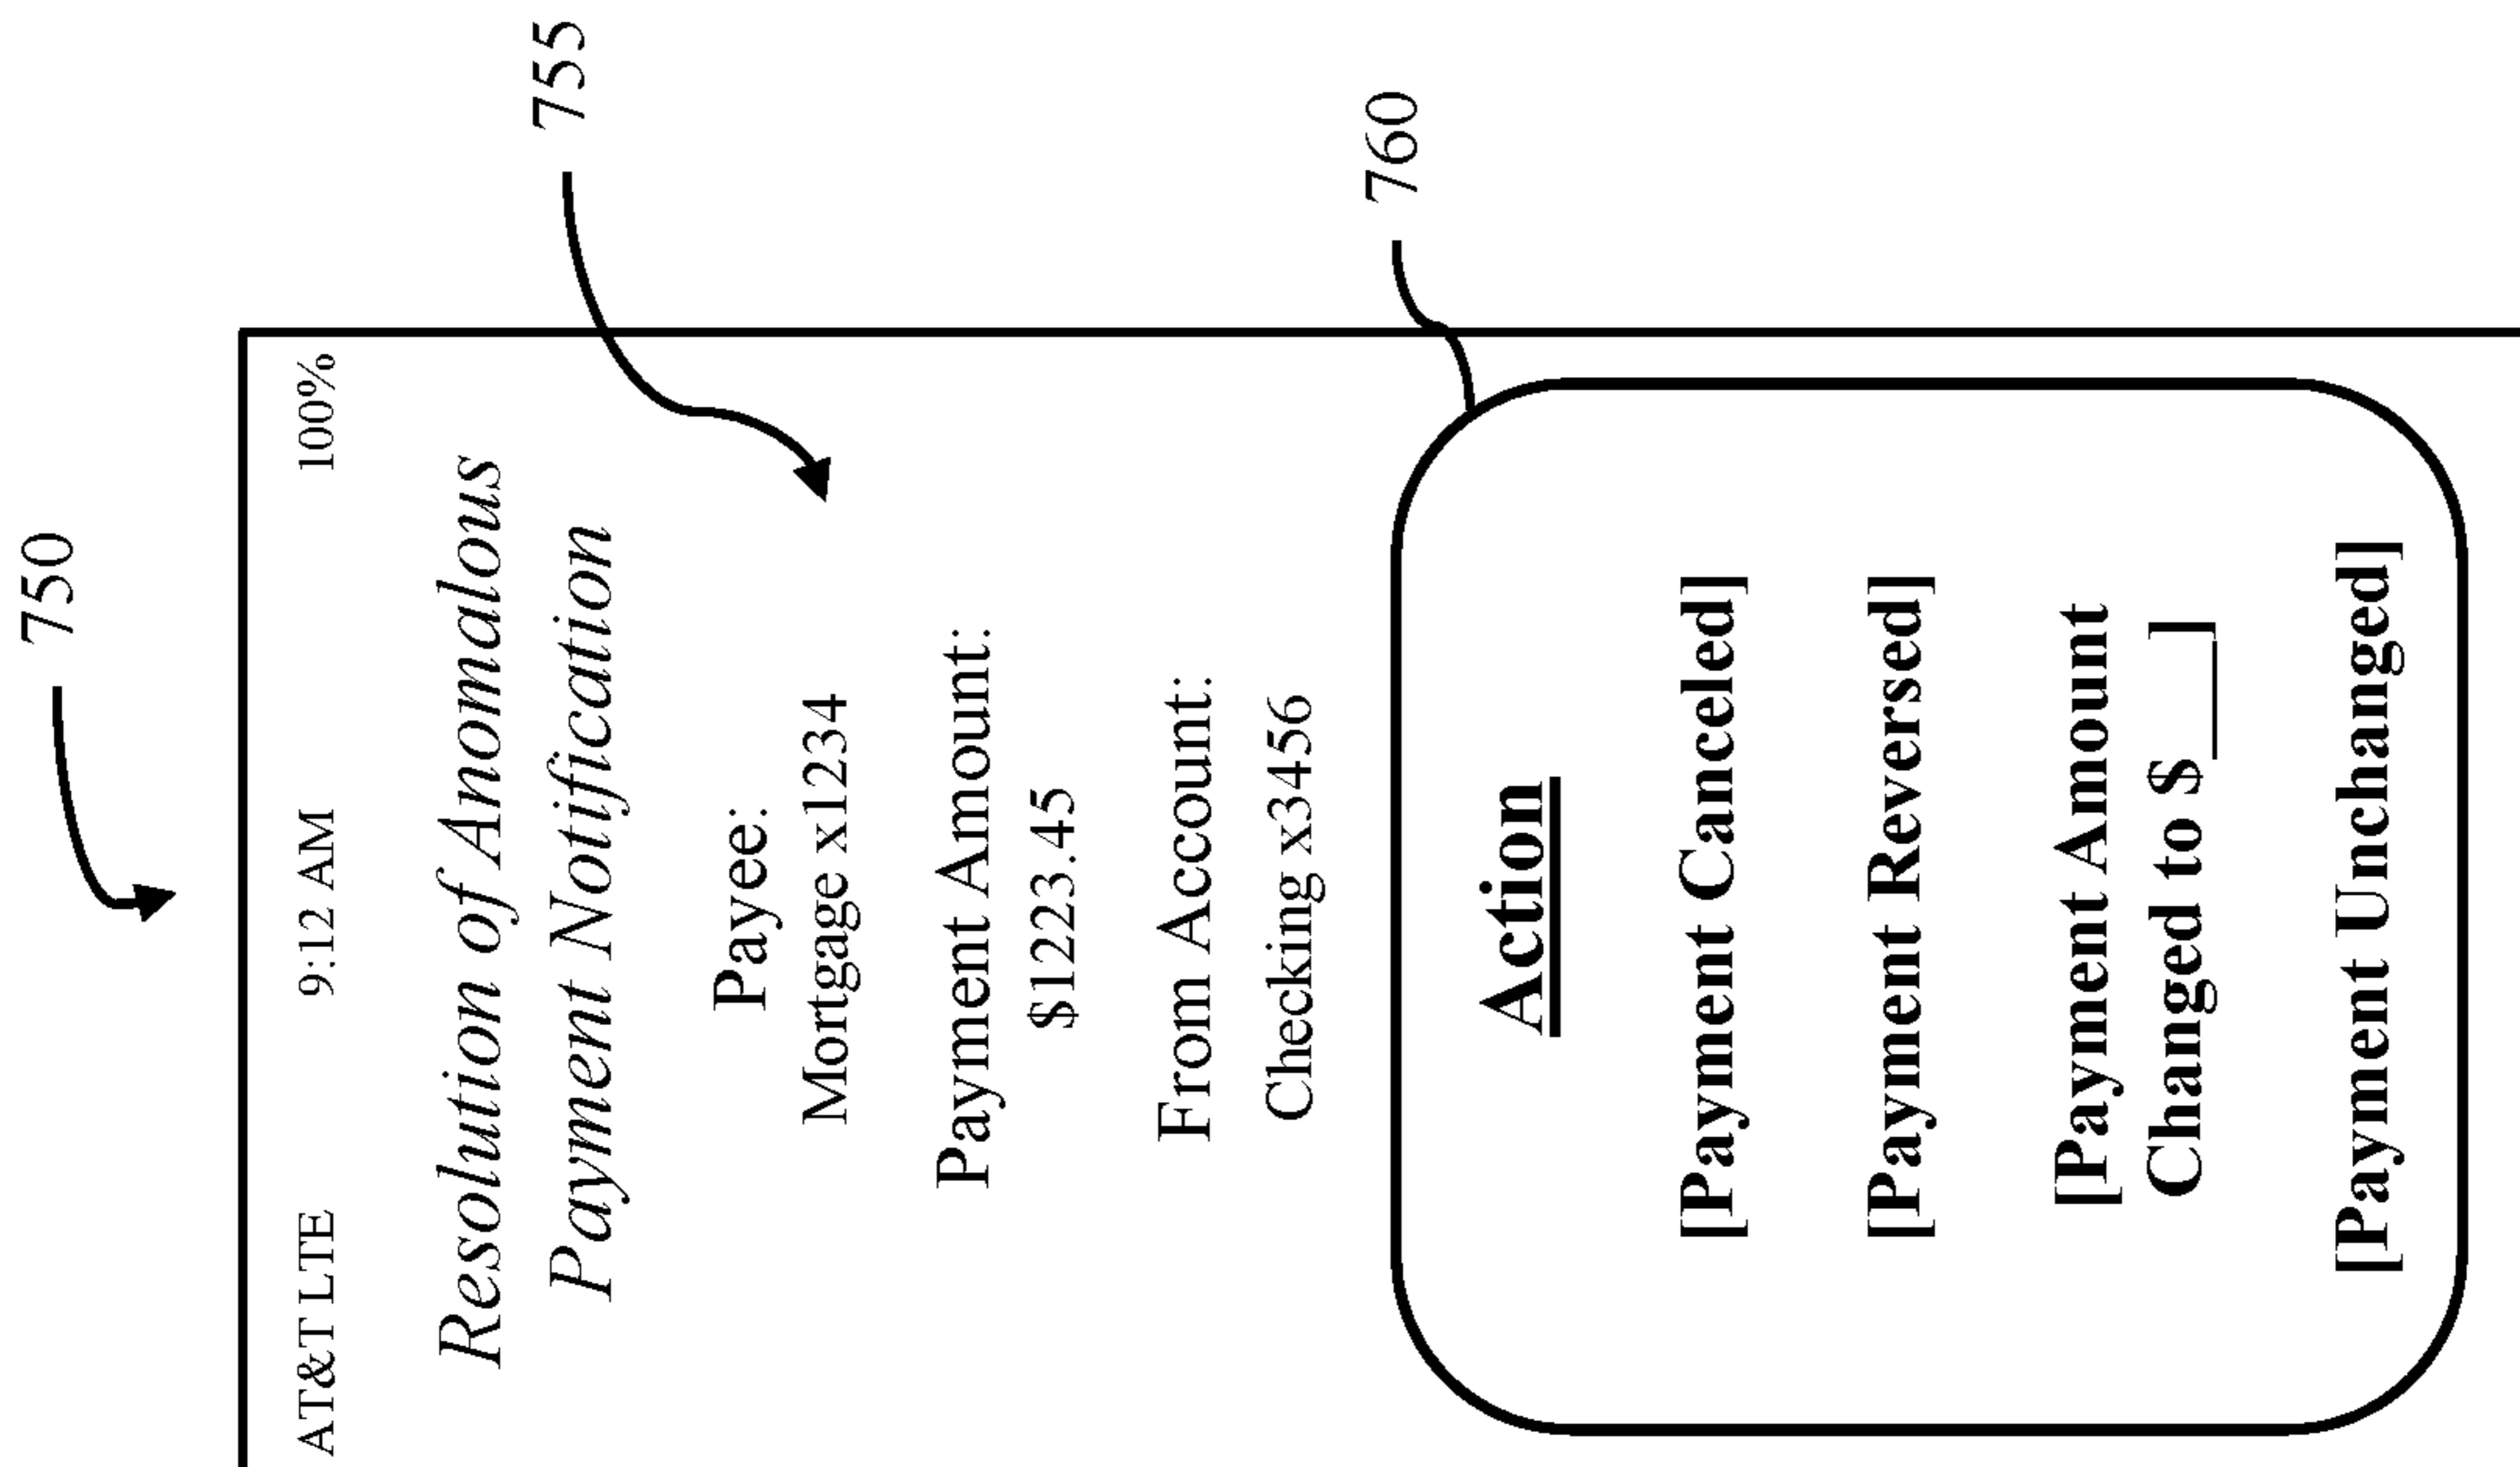 750
AT&T LTE 9:12 AM 100%
Resolution of Anomalous
Payment Notification
755
Payee:
Mortgage x1234
Payment Amount:
$1223.45
From Account:
Checking x3456
760
Action
[Payment Canceled]
[Payment Reversed]
[Payment Amount
Changed to $____]
[Payment Unchanged]